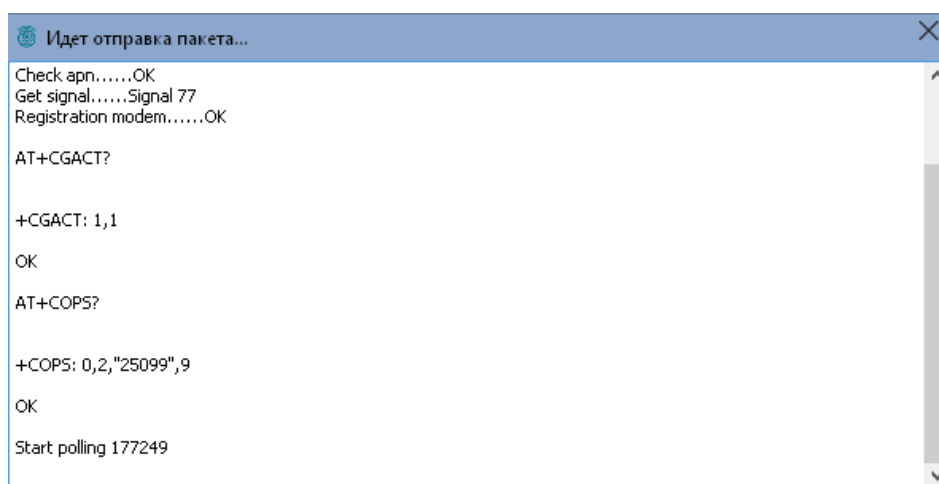 Идет отправка пакета...
Check apn......OK
Get signal......Signal 77
Registration modem......OK
AT+CGACT?
+CGACT: 1,1
OK
AT+COPS?
+COPS: 0,2,"25099",9
OK
Start polling 177249